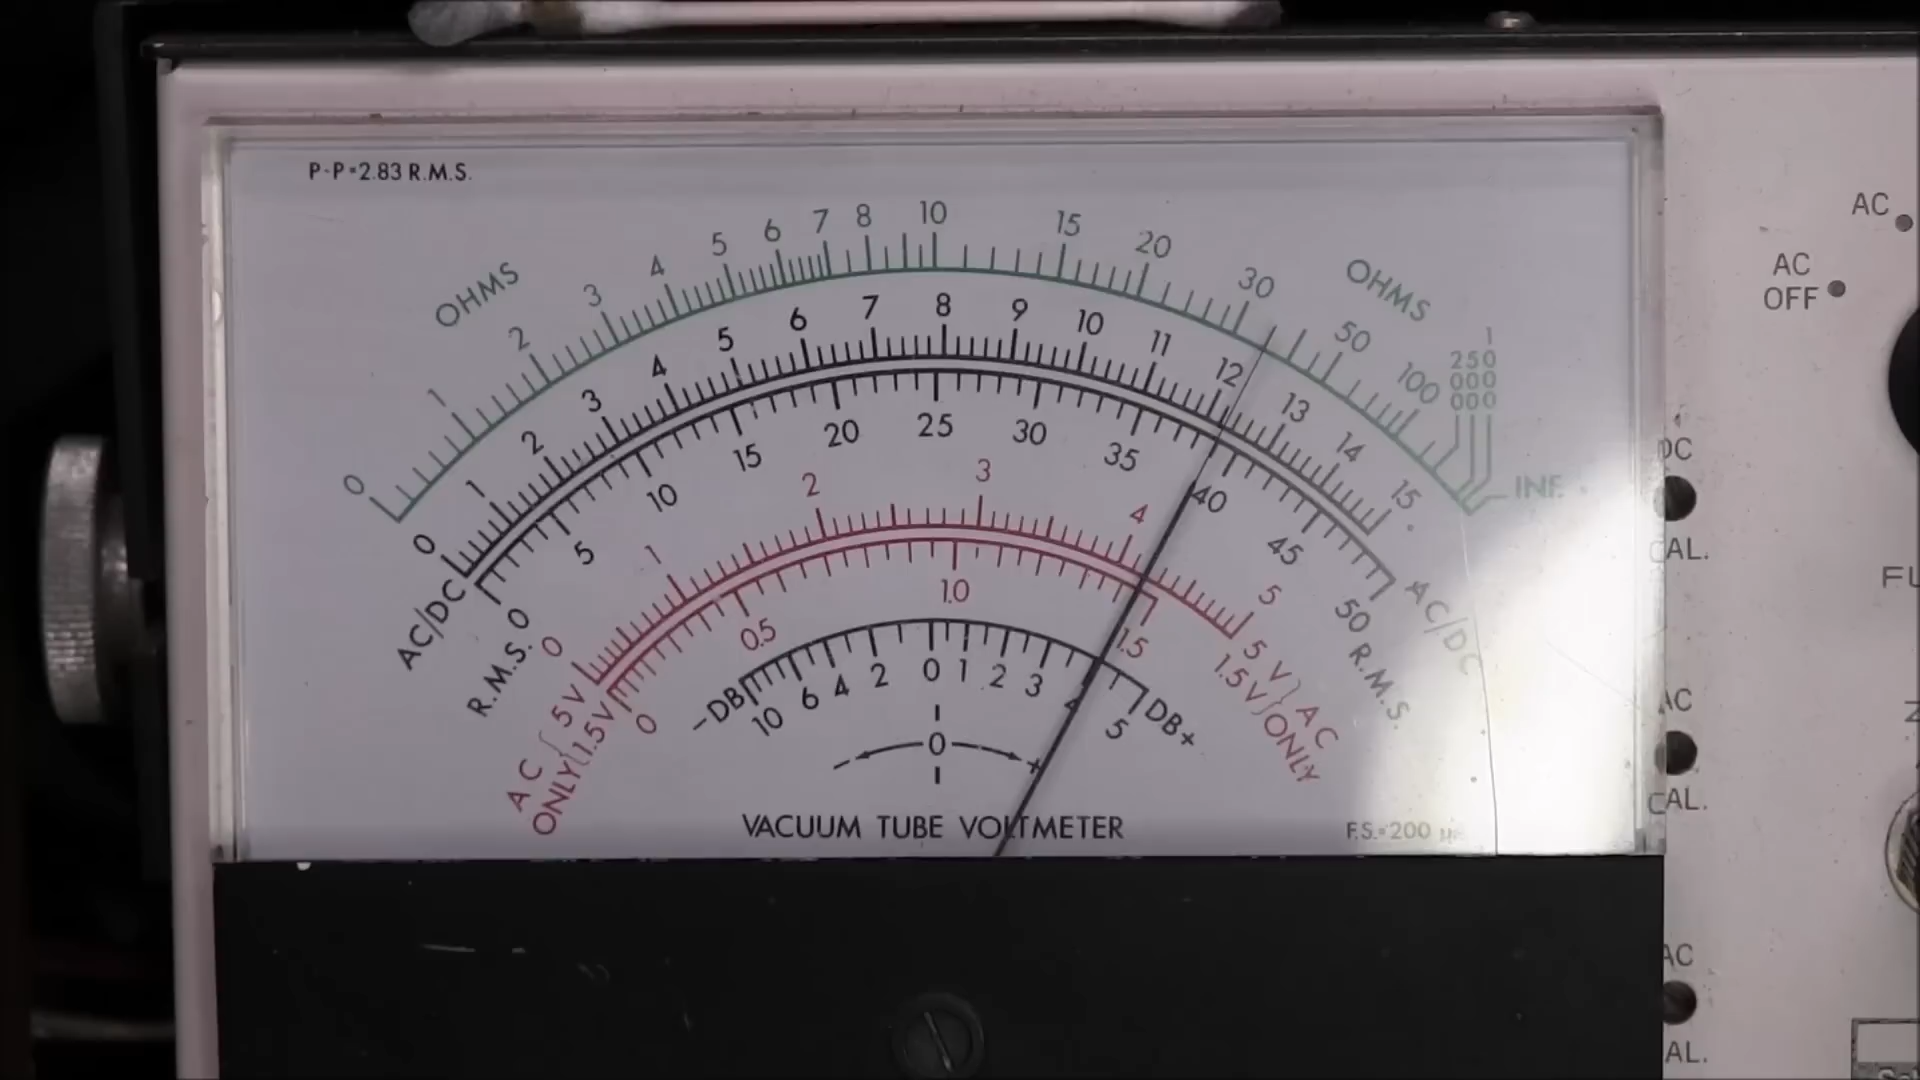 P-P=2.83 R.M.S.
OHMS
0 1 2 3 4 5 6 7 8 10 15 20 30 50 100
1
250
000
000
INF.
OHMS
0 1 2 3 4 5 6 7 8 9 10 11 12 13 14 15
AC/DC
AC/DC
0 5 10 15 20 25 30 35 40 45 50
R.M.S.
R.M.S.
0 1 2 3 4 5
0 0.5 1.0 1.5
AC ONLY { 5V
1.5V
5 V } AC
1.5V } ONLY
-DB 10 6 4 2 0 1 2 3 4 5 DB+
- 0 +
VACUUM TUBE VOLTMETER
F.S.=200
AC
AC
OFF
DC
CAL.
AC
CAL.
AC
AL.